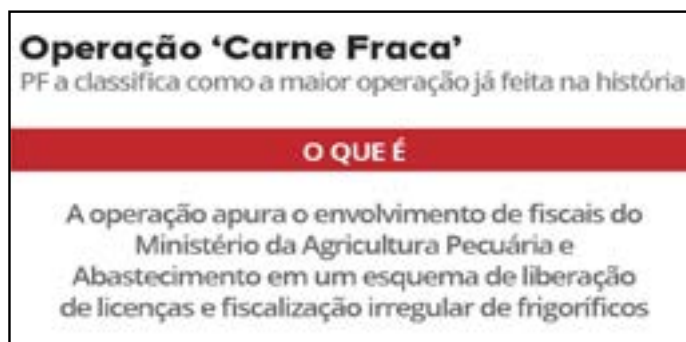 Operação ‘Carne Fraca’
PF a classifica como a maior operação já feita na história
O QUE É
A operação apura o envolvimento de fiscais do
Ministério da Agricultura Pecuária e
Abastecimento em um esquema de liberação
de licenças e fiscalização irregular de frigoríficos